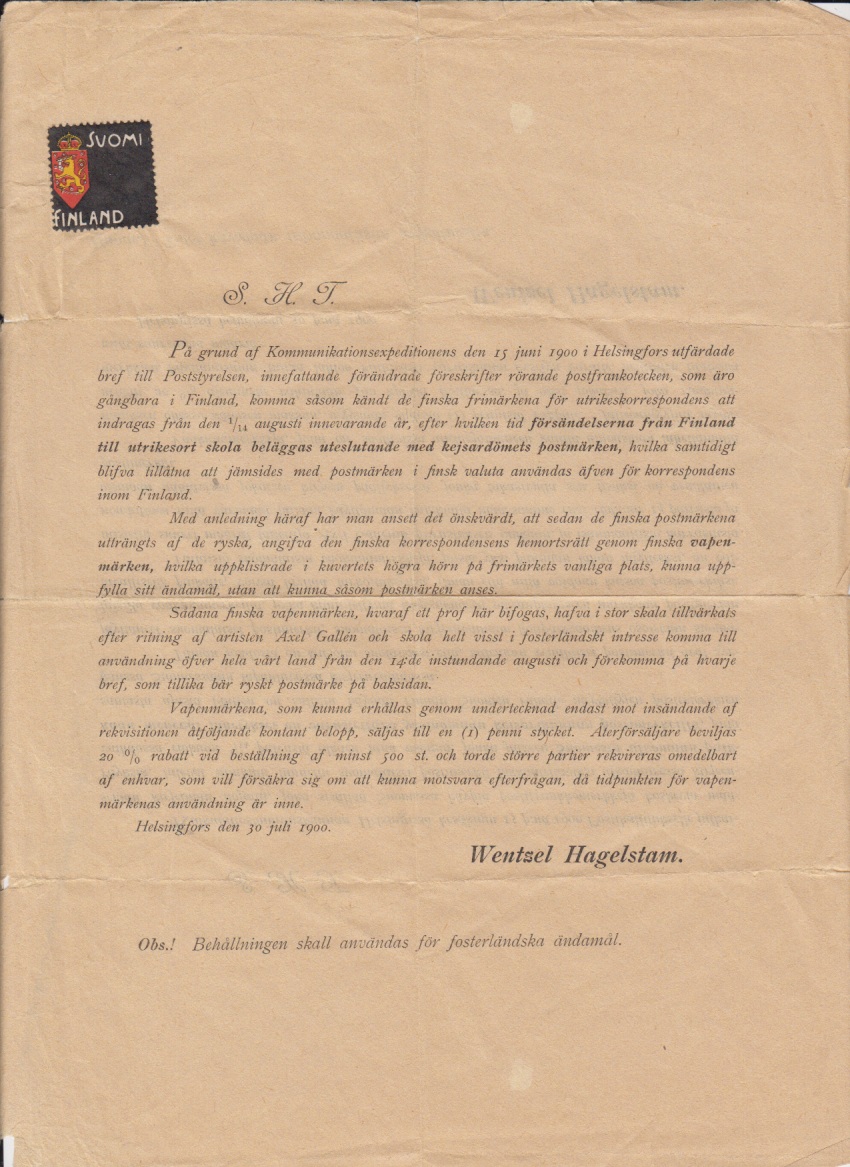 SUOMI
FINLAND
S. H. T.
På grund af Kommunikationsexpeditionens den 15 juni 1900 i Helsingfors utfärdade
bref till Poststyrelsen, innefattande förändrade föreskrifter rörande postfrankotecken, som äro
gångbara i Finland, komma såsom kändt de finska frimärkena för utrikeskorrespondens att
indragas från den 1/14 augusti innevarande år, efter hvilken tid försändelserna från Finland
till utrikesort skola beläggas uteslutande med kejsardömets postmärken, hvilka samtidigt
blifva tillåtna att jämsides med postmärken i finsk valuta användas äfven för korrespondens
inom Finland.
Med anledning häraf har man ansett det önskvärdt, att sedan de finska postmärkena
utträngts af de ryska, angifva den finska korrespondensens hemortsrätt genom finska vapen-
märken, hvilka uppklistrade i kuvertets högra hörn på frimärkets vanliga plats, kunna upp-
fylla sitt ändamål, utan att kunna såsom postmärken anses.
Sådana finska vapenmärken, hvaraf ett prof här bifogas, hafva i stor skala tillvärkats
efter ritning af artisten Axel Gallén och skola helt visst i fosterländskt intresse komma till
användning öfver hela vårt land från den 14:de instundande augusti och förekomma på hvarje
bref, som tillika bär ryskt postmärke på baksidan.
Vapenmärkena, som kunna erhållas genom undertecknad endast mot insändande af
rekvisitionen åtföljande kontant belopp, säljas till en (1) penni stycket. Återförsäljare beviljas
20 % rabatt vid beställning af minst 500 st. och torde större partier rekvireras omedelbart
af enhvar, som vill försäkra sig om att kunna motsvara efterfrågan, då tidpunkten för vapen-
märkenas användning är inne.
Helsingfors den 30 juli 1900.
Wentzel Hagelstam.
Obs.! Behållningen skall användas för fosterländska ändamål.